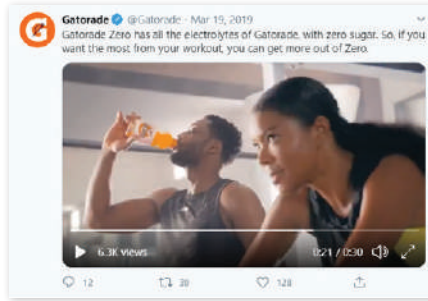 Gatorade @Gatorade · Mar 19, 2019
Gatorade Zero has all the electrolytes of Gatorade, with zero sugar. So, if you
want the most from your workout, you can get more out of Zero.
6.3K views
0:21 / 0:30
12 30 128